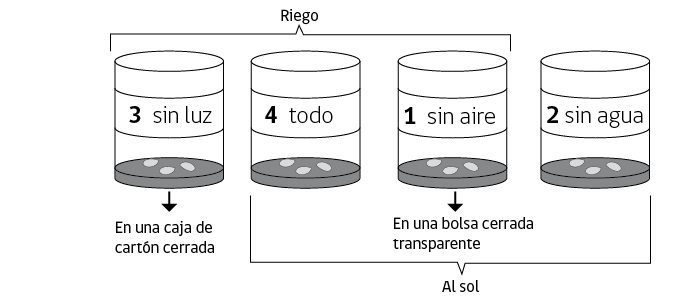 Riego
3 sin luz
4 todo
1 sin aire
2 sin agua
En una caja de
cartón cerrada
En una bolsa cerrada
transparente
Al sol